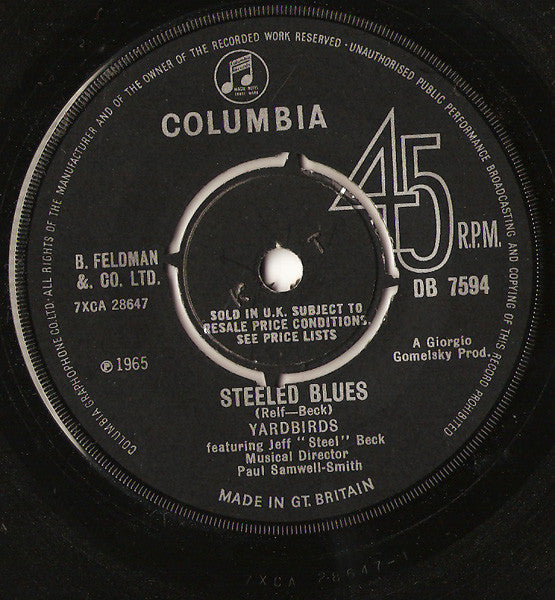 COLUMBIA GRAPHOPHONE CO. LTD. · ALL RIGHTS OF THE MANUFACTURER AND OF THE OWNER OF THE RECORDED WORK RESERVED · UNAUTHORISED PUBLIC PERFORMANCE BROADCASTING AND COPYING OF THIS RECORD PROHIBITED
COLUMBIA
45
R.P.M.
B. FELDMAN
&. CO. LTD.
7XCA 28647
DB 7594
K T
SOLD IN U.K. SUBJECT TO
RESALE PRICE CONDITIONS,
SEE PRICE LISTS
℗ 1965
A Giorgio
Gomelsky Prod.
STEELED BLUES
(Relf—Beck)
YARDBIRDS
featuring Jeff "Steel" Beck
Musical Director
Paul Samwell-Smith
MADE IN GT. BRITAIN
7XCA 28647-1